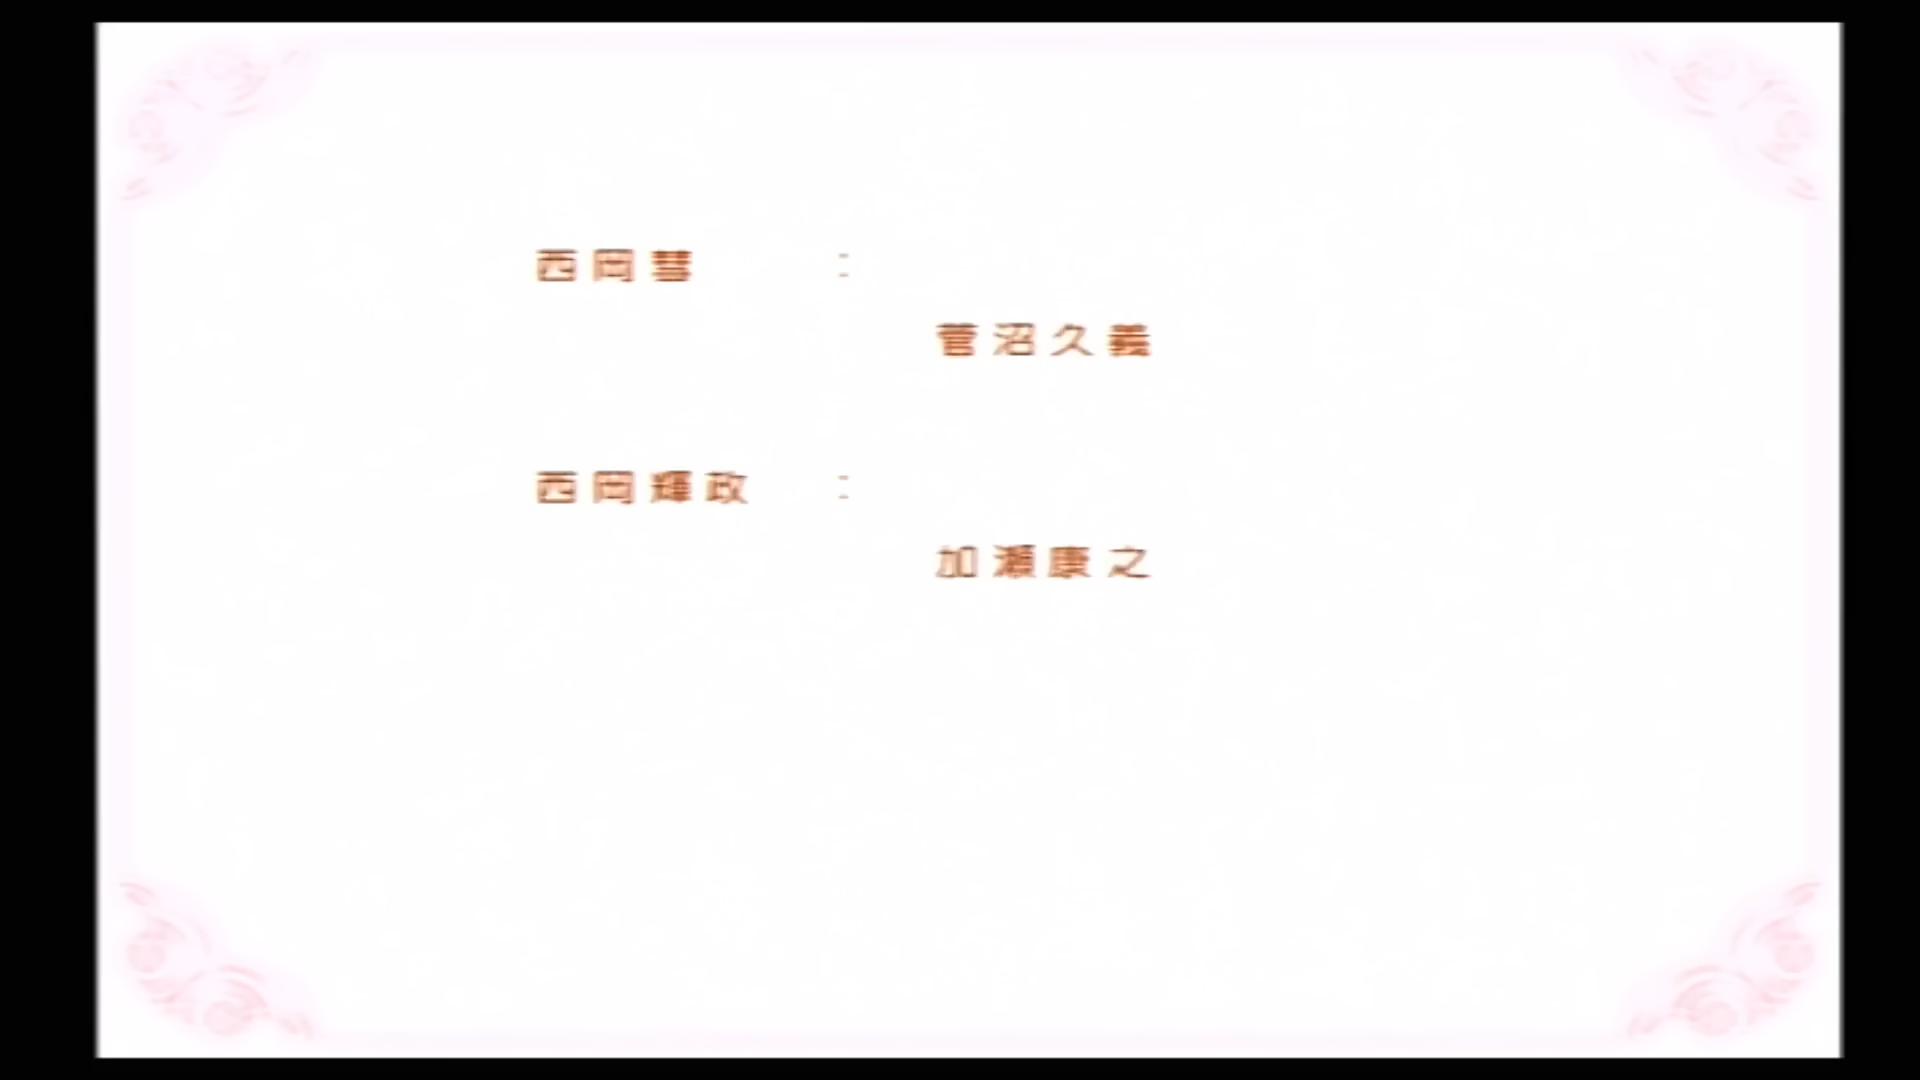 西岡彗　　：
菅沼久義
西岡輝政　：
加瀬康之